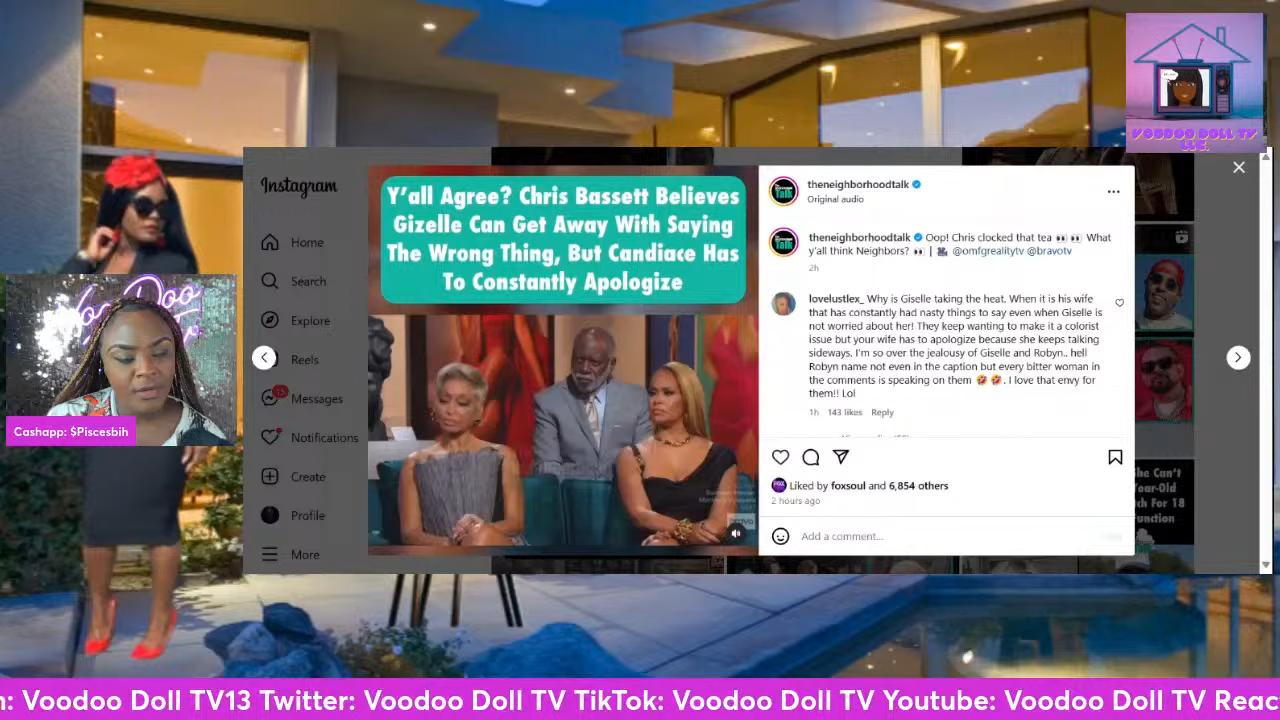 VOODOO DOLL TV
LLC.
Instagram
Home
Search
Explore
Reels
Messages
Notifications
Create
Profile
More
Y'all Agree? Chris Bassett Believes
Gizelle Can Get Away With Saying
The Wrong Thing, But Candiace Has
To Constantly Apologize
theneighborhoodtalk
Original audio
theneighborhoodtalk Oop! Chris clocked that tea 👀 👀 What
y'all think Neighbors? 👀 | 🎥 @omfgrealitytv @bravotv
2h
lovelustlex_ Why is Giselle taking the heat. When it is his wife
that has constantly had nasty things to say even when Giselle is
not worried about her! They keep wanting to make it a colorist
issue but your wife has to apologize because she keeps talking
sideways. I'm so over the jealousy of Giselle and Robyn.. hell
Robyn name not even in the caption but every bitter woman in
the comments is speaking on them 🤣 🤣. I love that envy for
them!! Lol
1h 143 likes Reply
Liked by foxsoul and 6,854 others
2 hours ago
Add a comment...
he Can't
Year-Old
ch For 18
Function
Cashapp: $Piscesbih
: Voodoo Doll TV13 Twitter: Voodoo Doll TV TikTok: Voodoo Doll TV Youtube: Voodoo Doll TV Reac